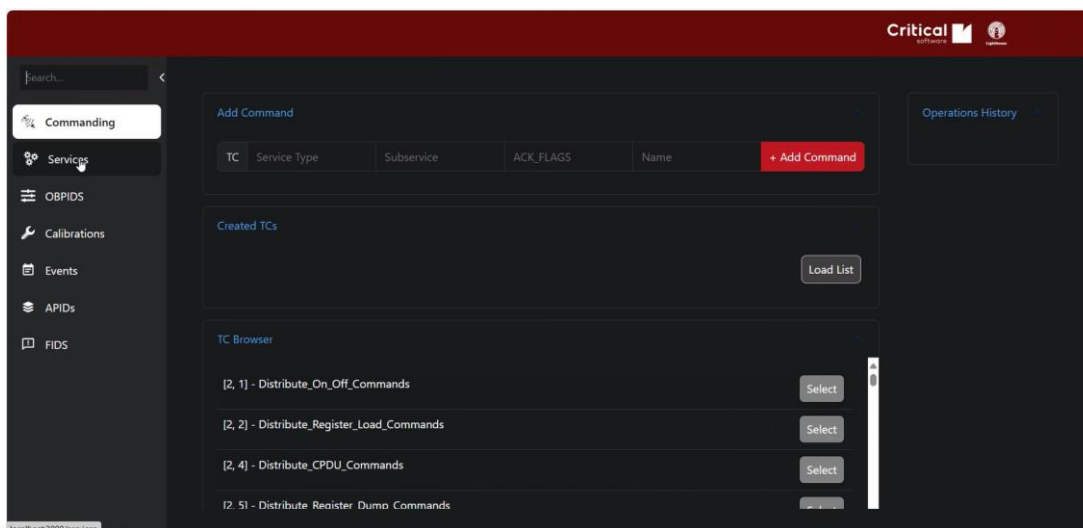 Critical
software
Lighthouse
Search...
Commanding
Services
OBPIDS
Calibrations
Events
APIDs
FIDS
Add Command
TC Service Type Subservice ACK_FLAGS Name + Add Command
Created TCs
Load List
TC Browser
[2, 1] - Distribute_On_Off_Commands Select
[2, 2] - Distribute_Register_Load_Commands Select
[2, 4] - Distribute_CPDU_Commands Select
[2, 5] - Distribute_Register_Dump_Commands
Operations History